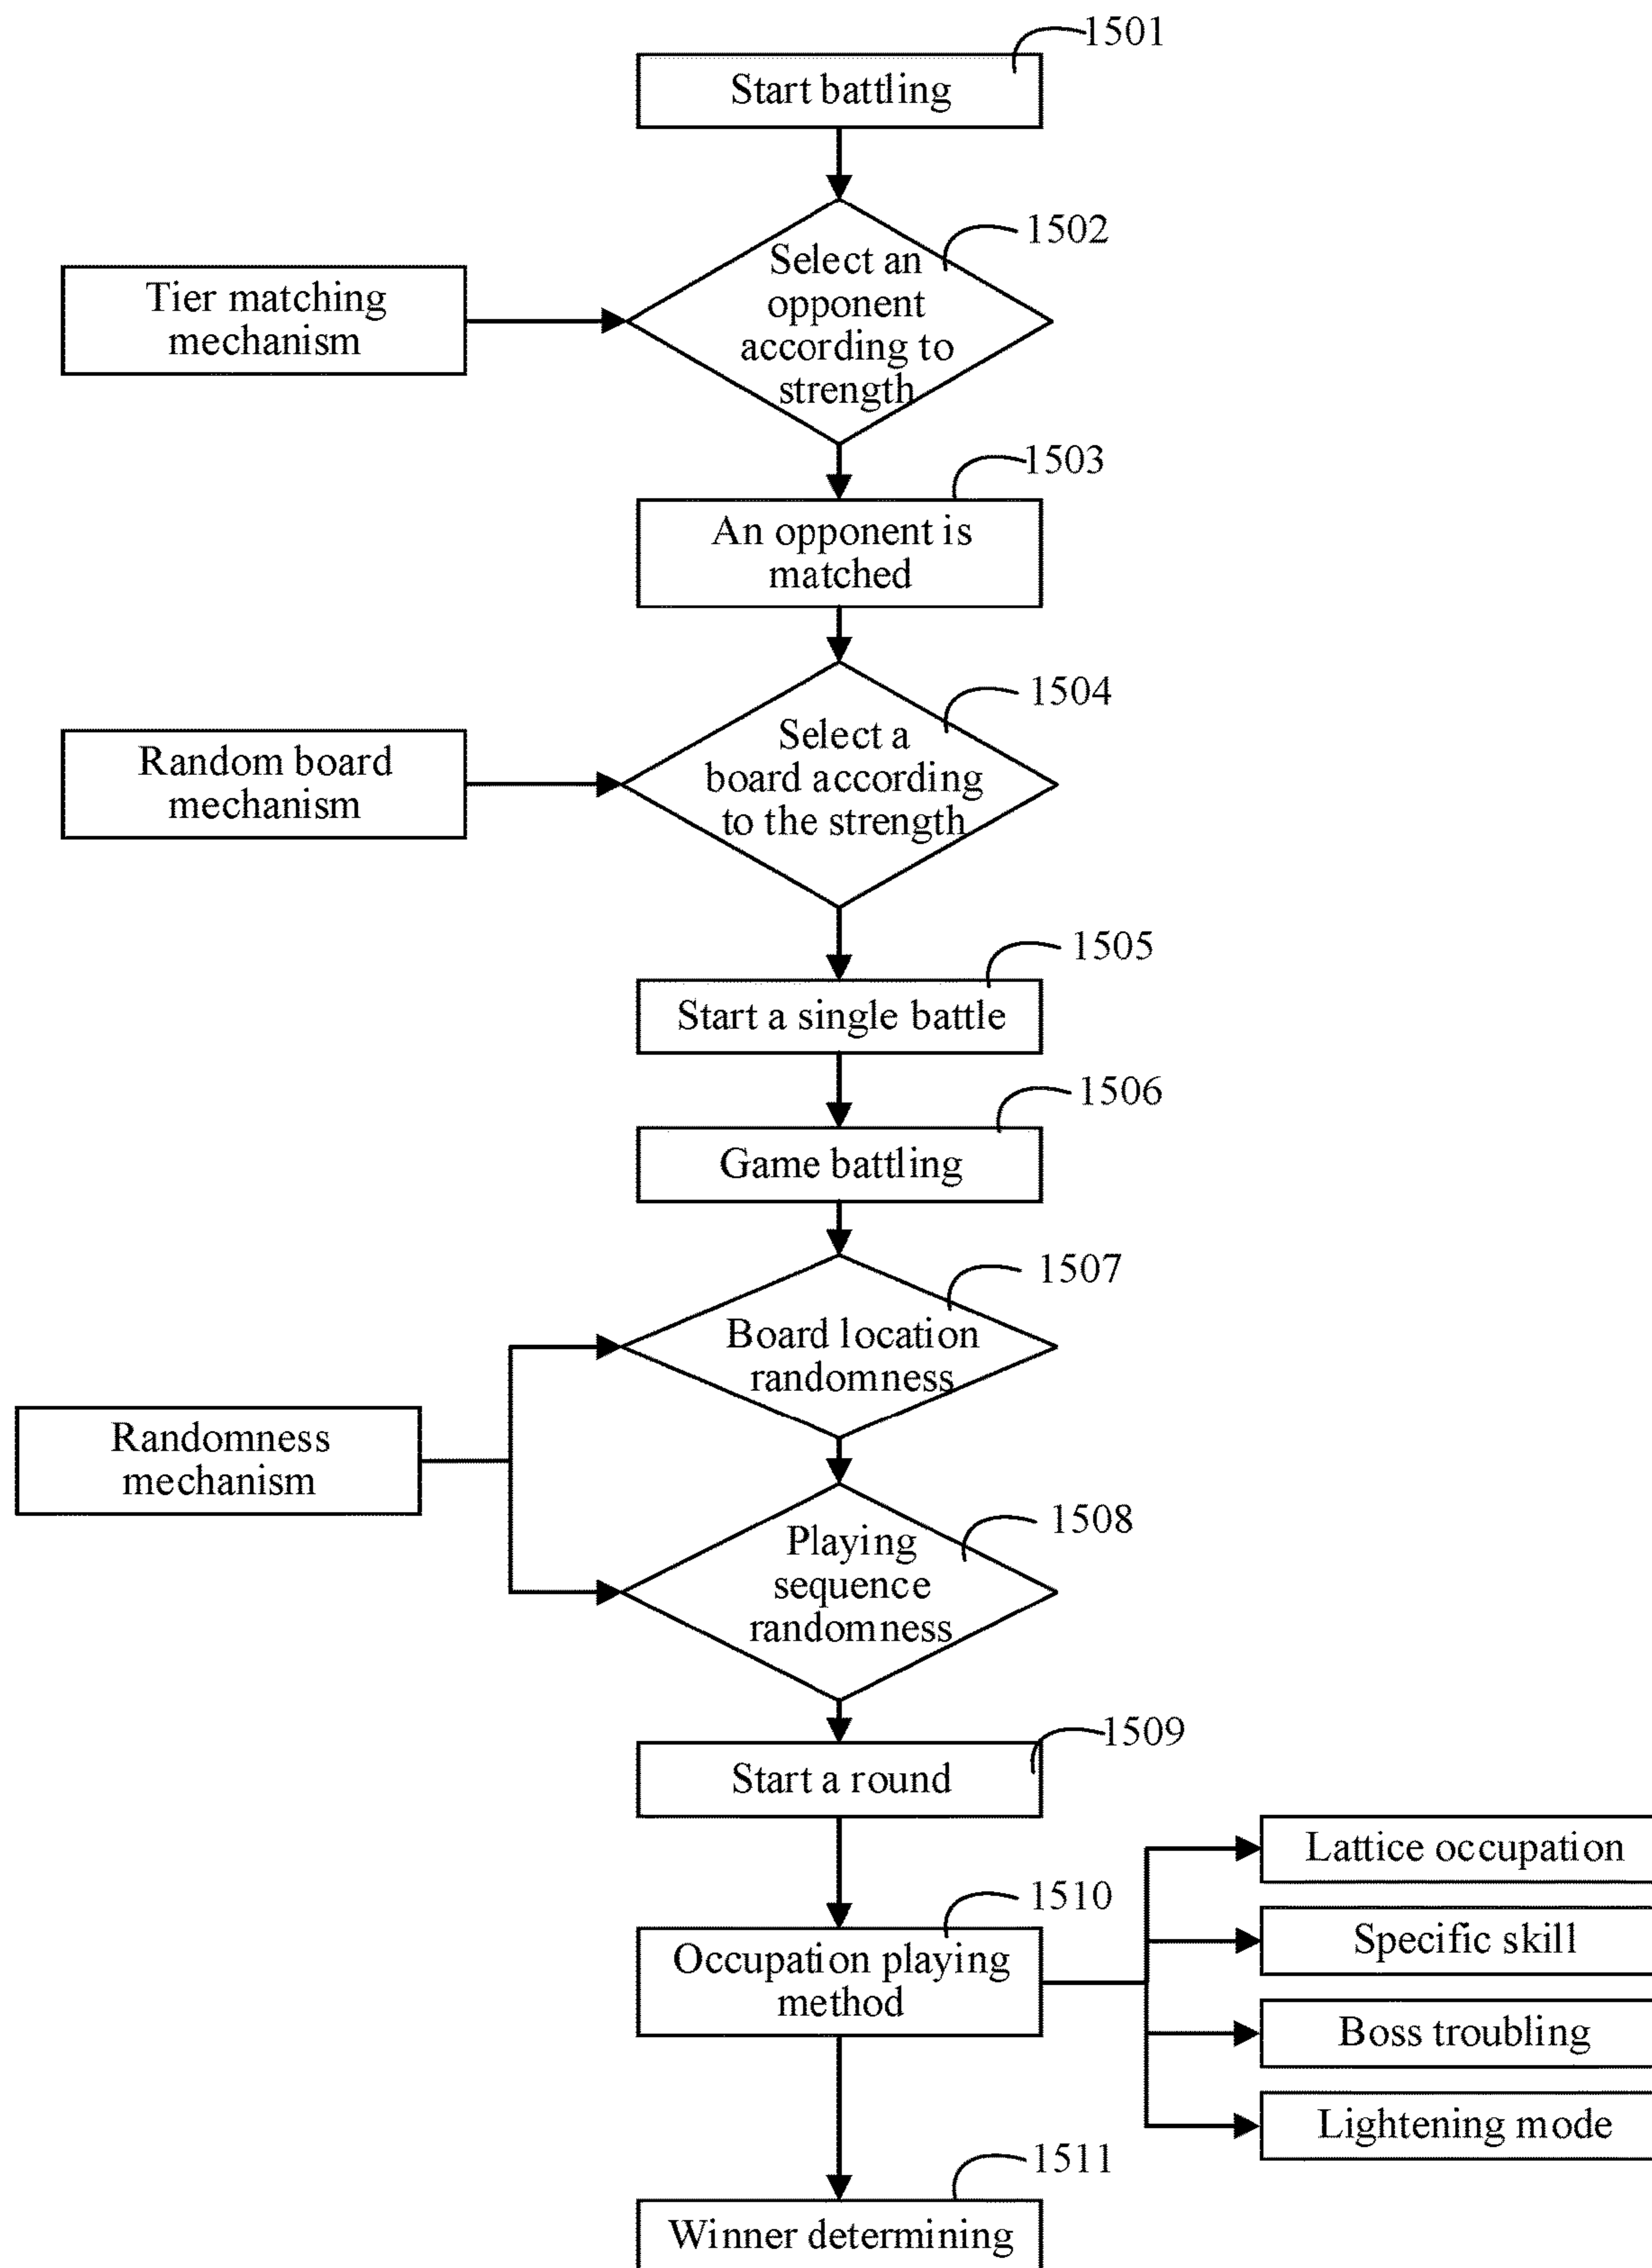 1501
Start battling
1502
Select an
opponent
according to
strength
Tier matching
mechanism
1503
An opponent is
matched
1504
Select a
board according
to the strength
Random board
mechanism
1505
Start a single battle
1506
Game battling
1507
Board location
randomness
Randomness
mechanism
1508
Playing
sequence
randomness
1509
Start a round
1510
Occupation playing
method
Lattice occupation
Specific skill
Boss troubling
Lightening mode
1511
Winner determining